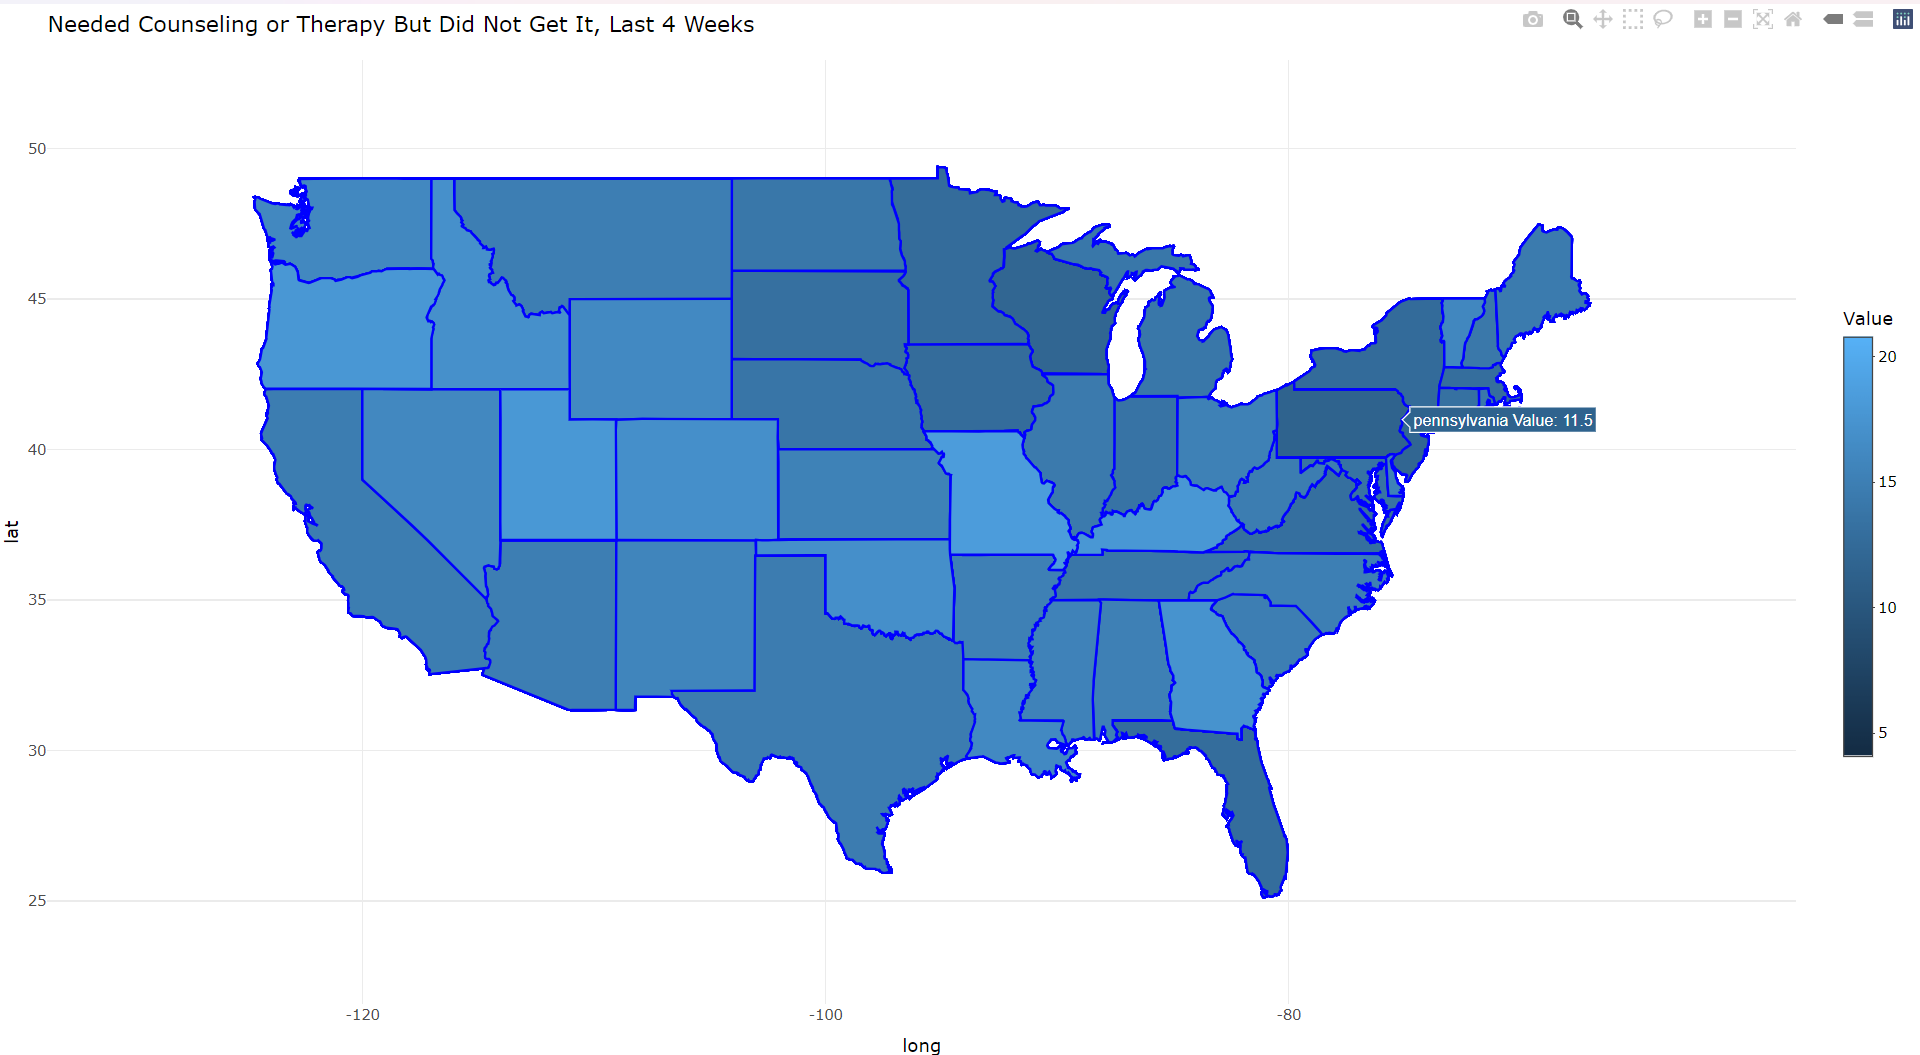 Needed Counseling or Therapy But Did Not Get It, Last 4 Weeks
50
45
40
35
30
25
lat
-120
-100
-80
long
pennsylvania Value: 11.5
Value
20
15
10
5